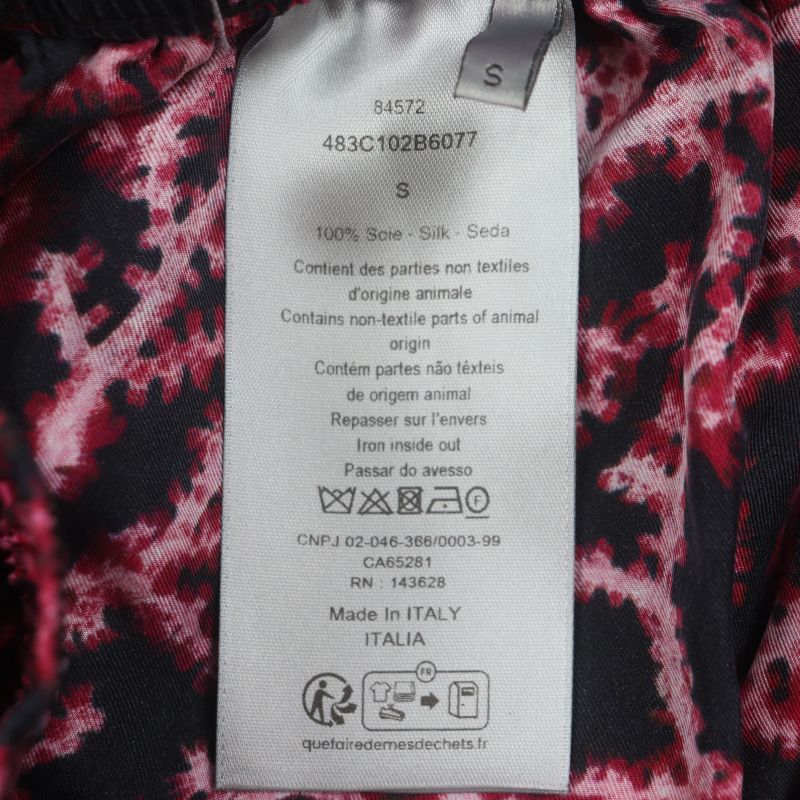 S
84572
483C102B6077
S
100% Soie - Silk - Seda
Contient des parties non textiles
d'origine animale
Contains non-textile parts of animal
origin
Contém partes não têxteis
de origem animal
Repasser sur l'envers
Iron inside out
Passar do avesso
F
CNPJ 02-046-366/0003-99
CA65281
RN : 143628
Made In ITALY
ITALIA
FR
quefairedemesdechets.fr